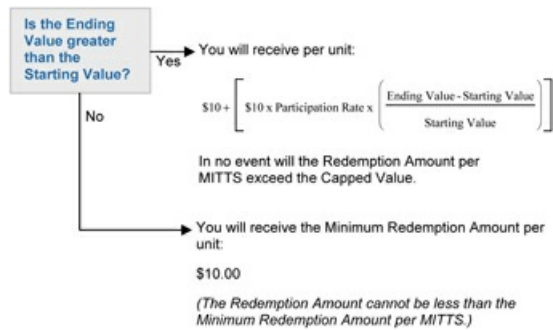 Is the Ending
Value greater
than the
Starting Value?
Yes
You will receive per unit:
$10 + [ $10 x Participation Rate x ( Ending Value - Starting Value
Starting Value ) ]
In no event will the Redemption Amount per
MITTS exceed the Capped Value.
No
You will receive the Minimum Redemption Amount per
unit:
$10.00
(The Redemption Amount cannot be less than the
Minimum Redemption Amount per MITTS.)